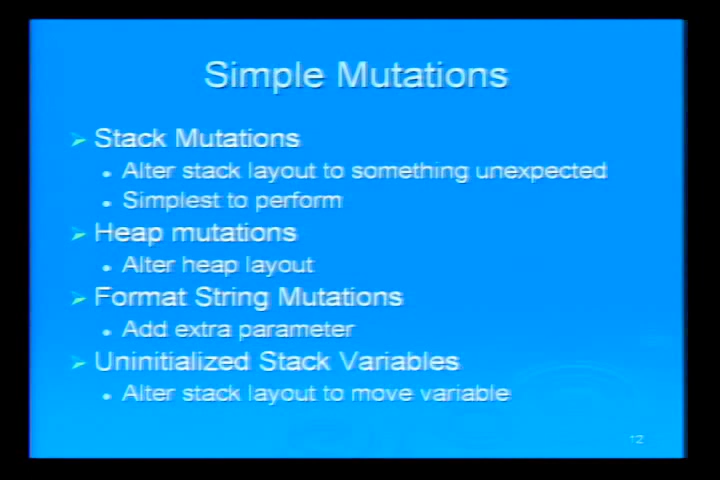 Simple Mutations
Stack Mutations
Alter stack layout to something unexpected
Simplest to perform
Heap mutations
Alter heap layout
Format String Mutations
Add extra parameter
Uninitialized Stack Variables
Alter stack layout to move variable
12